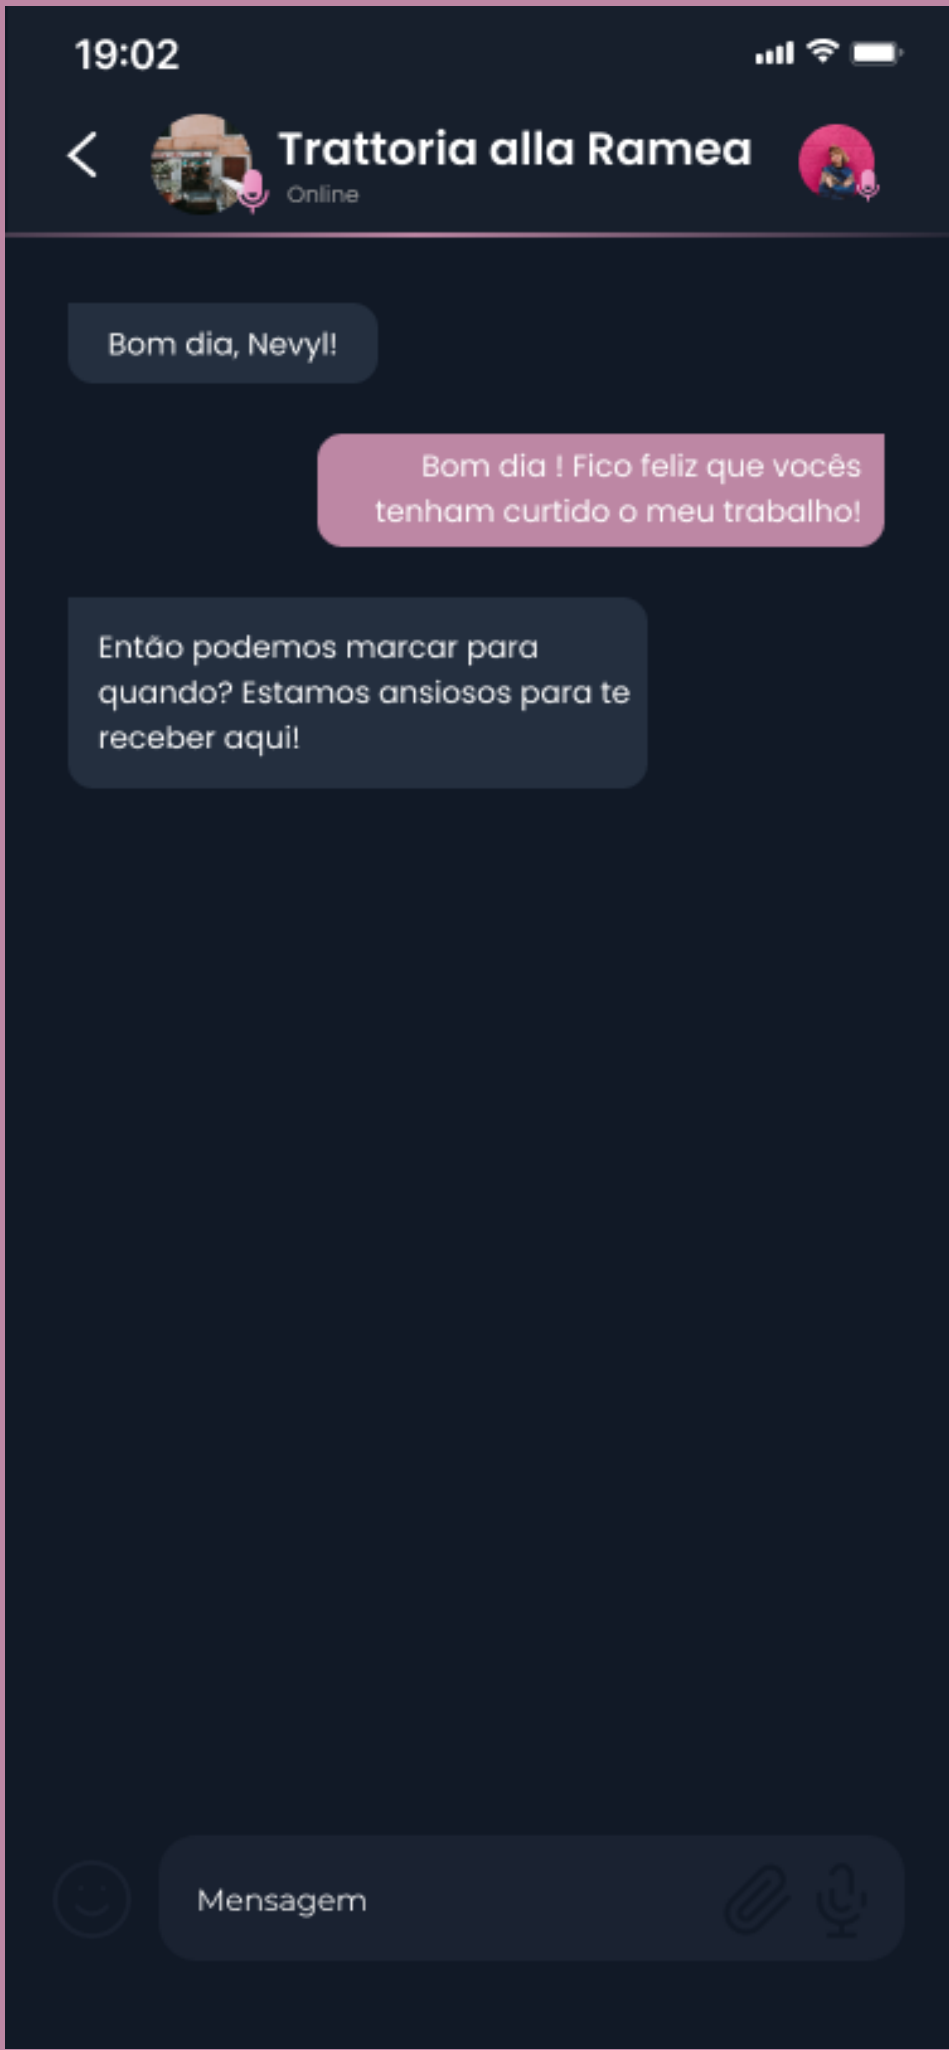 19:02
Trattoria alla Ramea
Online
Bom dia, Nevyl!
Bom dia ! Fico feliz que vocês
tenham curtido o meu trabalho!
Então podemos marcar para
quando? Estamos ansiosos para te
receber aqui!
Mensagem